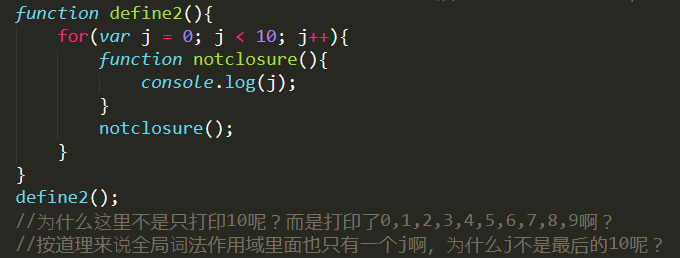 function define2(){
for(var j = 0; j < 10; j++){
function notclosure(){
console.log(j);
}
notclosure();
}
}
define2();
//为什么这里不是只打印10呢？而是打印了0,1,2,3,4,5,6,7,8,9啊？
//按道理来说全局词法作用域里面也只有一个j啊，为什么j不是最后的10呢？